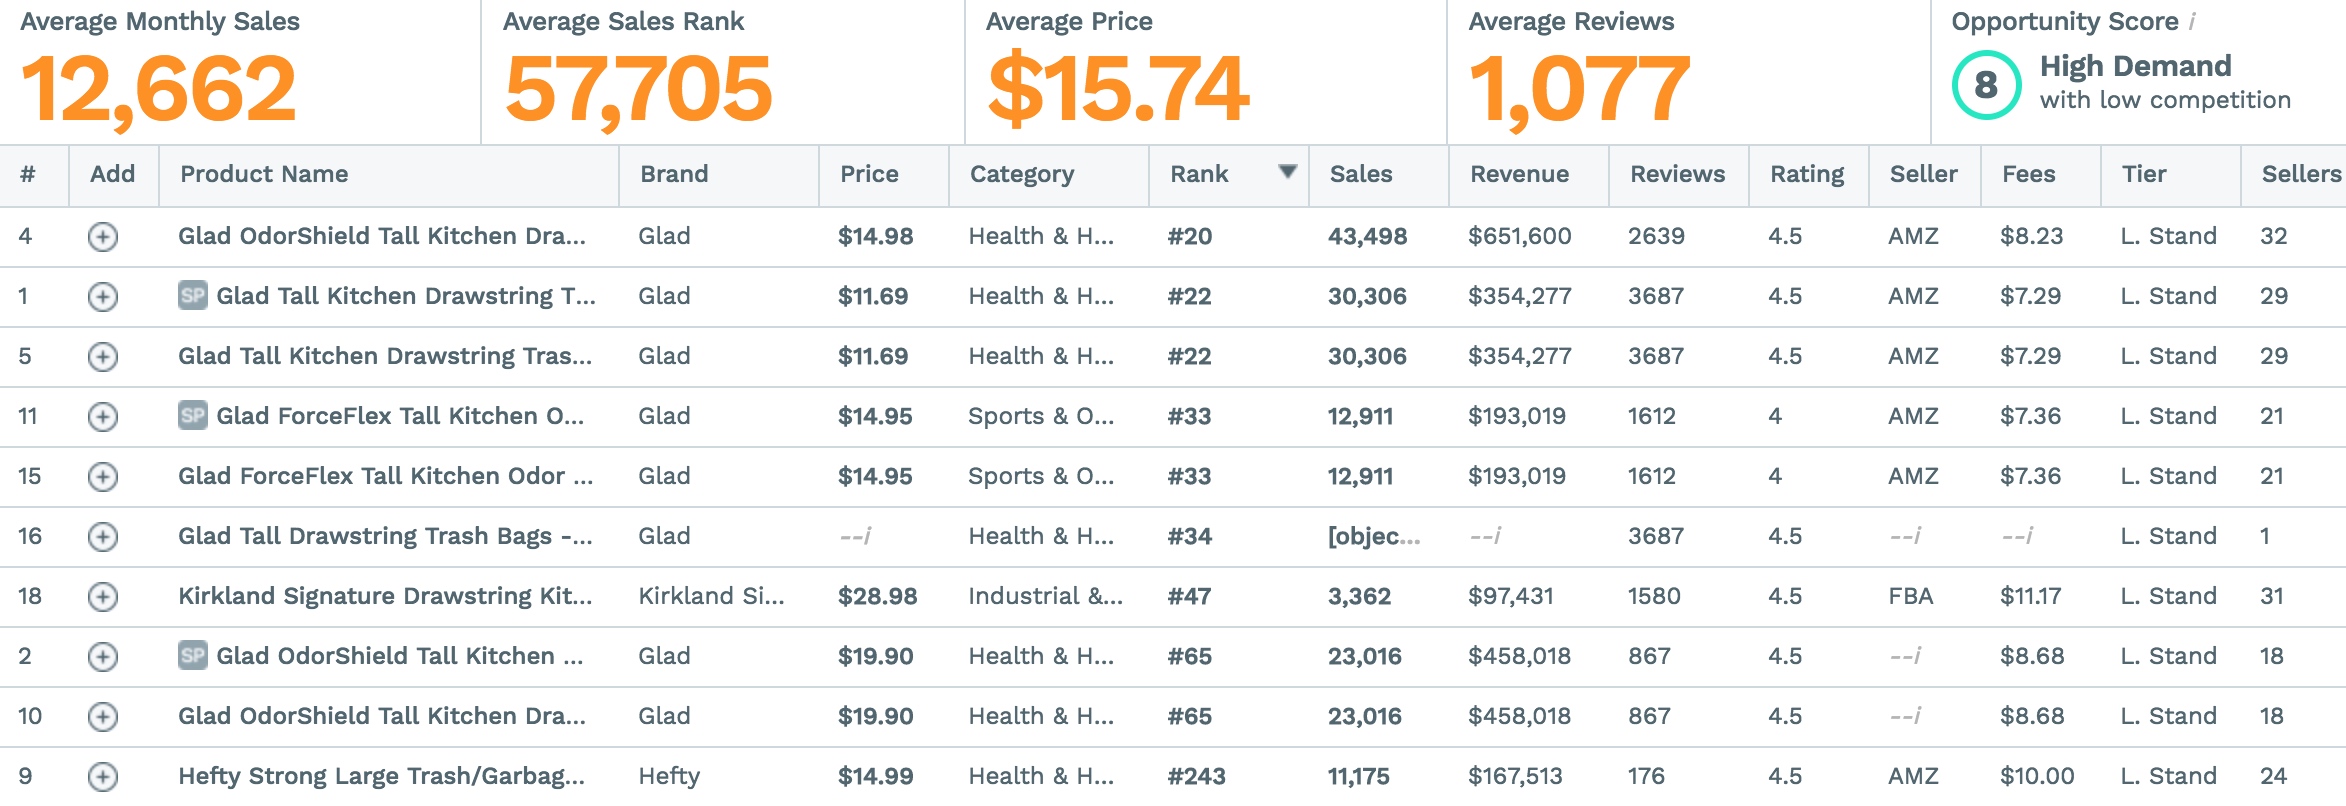 Average Monthly Sales Average Sales Rank Average Price Average Reviews Opportunity Score i
12,662 57,705 $15.74 1,077 8 High Demand
with low competition
# Add Product Name Brand Price Category Rank Sales Revenue Reviews Rating Seller Fees Tier Sellers
4 Glad OdorShield Tall Kitchen Dra... Glad $14.98 Health & H... #20 43,498 $651,600 2639 4.5 AMZ $8.23 L. Stand 32
1 SP Glad Tall Kitchen Drawstring T... Glad $11.69 Health & H... #22 30,306 $354,277 3687 4.5 AMZ $7.29 L. Stand 29
5 Glad Tall Kitchen Drawstring Tras... Glad $11.69 Health & H... #22 30,306 $354,277 3687 4.5 AMZ $7.29 L. Stand 29
11 SP Glad ForceFlex Tall Kitchen O... Glad $14.95 Sports & O... #33 12,911 $193,019 1612 4 AMZ $7.36 L. Stand 21
15 Glad ForceFlex Tall Kitchen Odor ... Glad $14.95 Sports & O... #33 12,911 $193,019 1612 4 AMZ $7.36 L. Stand 21
16 Glad Tall Drawstring Trash Bags -... Glad --i Health & H... #34 [objec... --i 3687 4.5 --i --i L. Stand 1
18 Kirkland Signature Drawstring Kit... Kirkland Si... $28.98 Industrial &... #47 3,362 $97,431 1580 4.5 FBA $11.17 L. Stand 31
2 SP Glad OdorShield Tall Kitchen ... Glad $19.90 Health & H... #65 23,016 $458,018 867 4.5 --i $8.68 L. Stand 18
10 Glad OdorShield Tall Kitchen Dra... Glad $19.90 Health & H... #65 23,016 $458,018 867 4.5 --i $8.68 L. Stand 18
9 Hefty Strong Large Trash/Garbag... Hefty $14.99 Health & H... #243 11,175 $167,513 176 4.5 AMZ $10.00 L. Stand 24